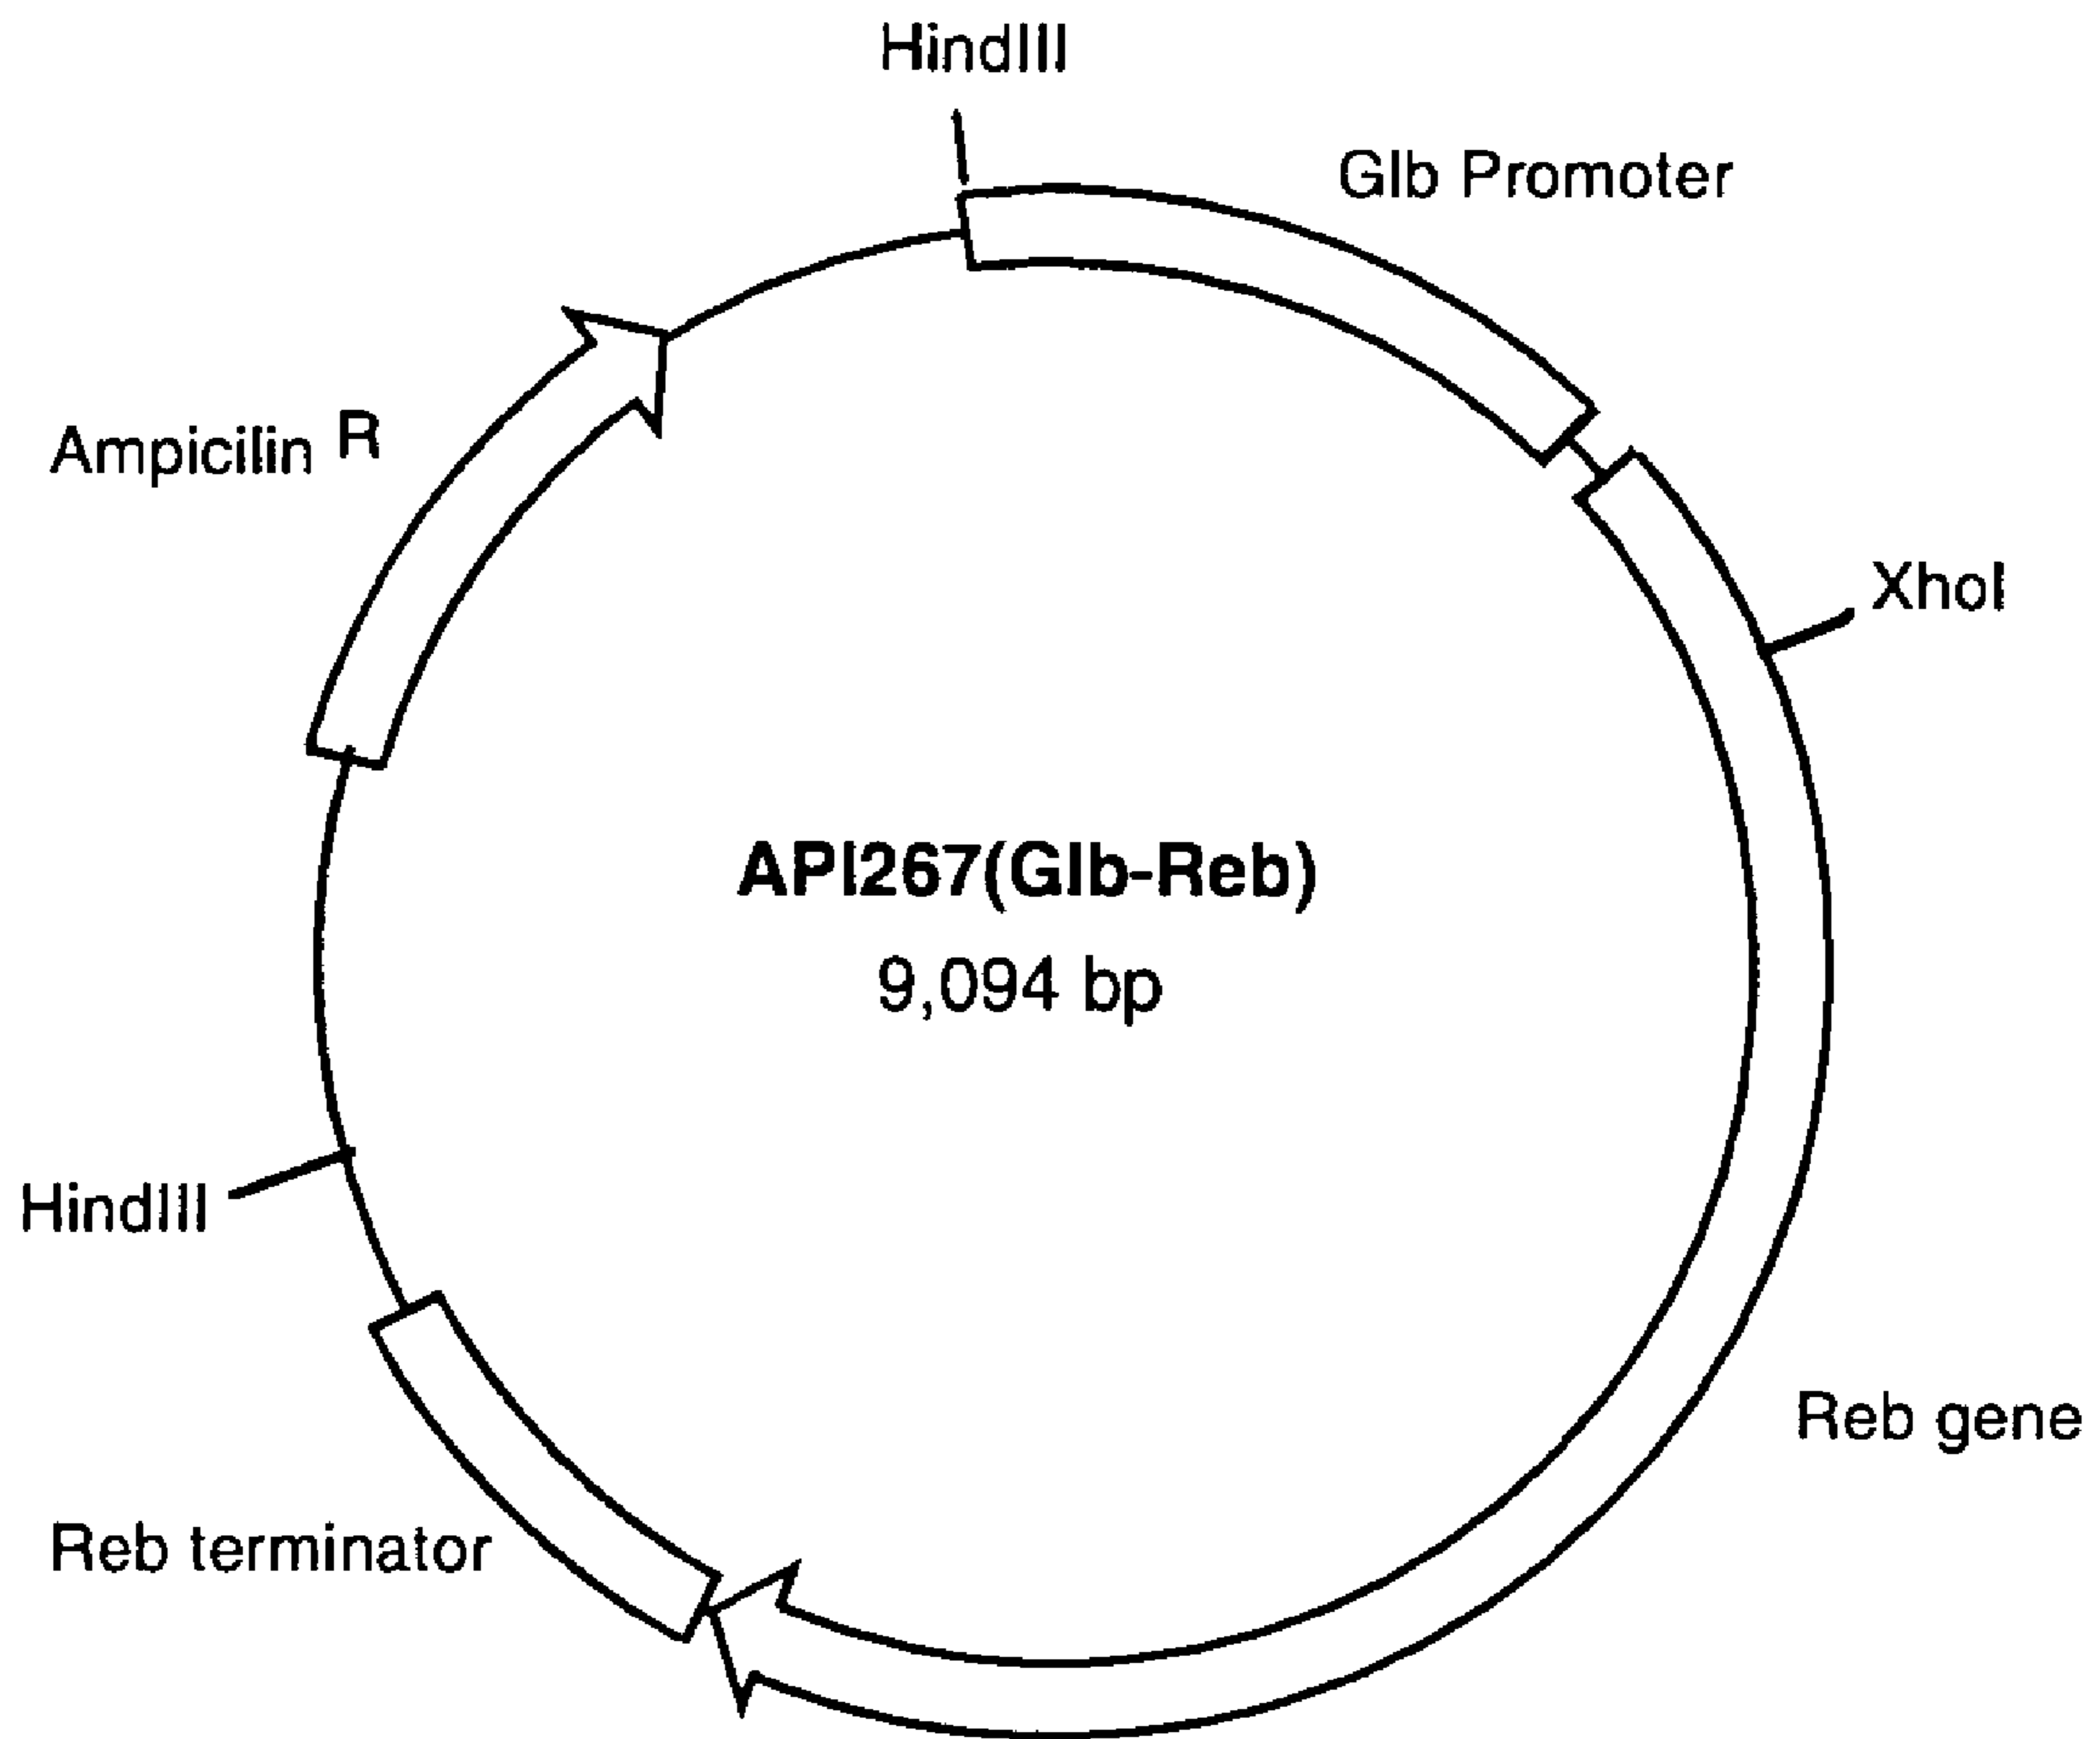 HindIII
Glb Promoter
Ampicilin R
XhoI
API267(Glb-Reb)
9,094 bp
HindIII
Reb gene
Reb terminator